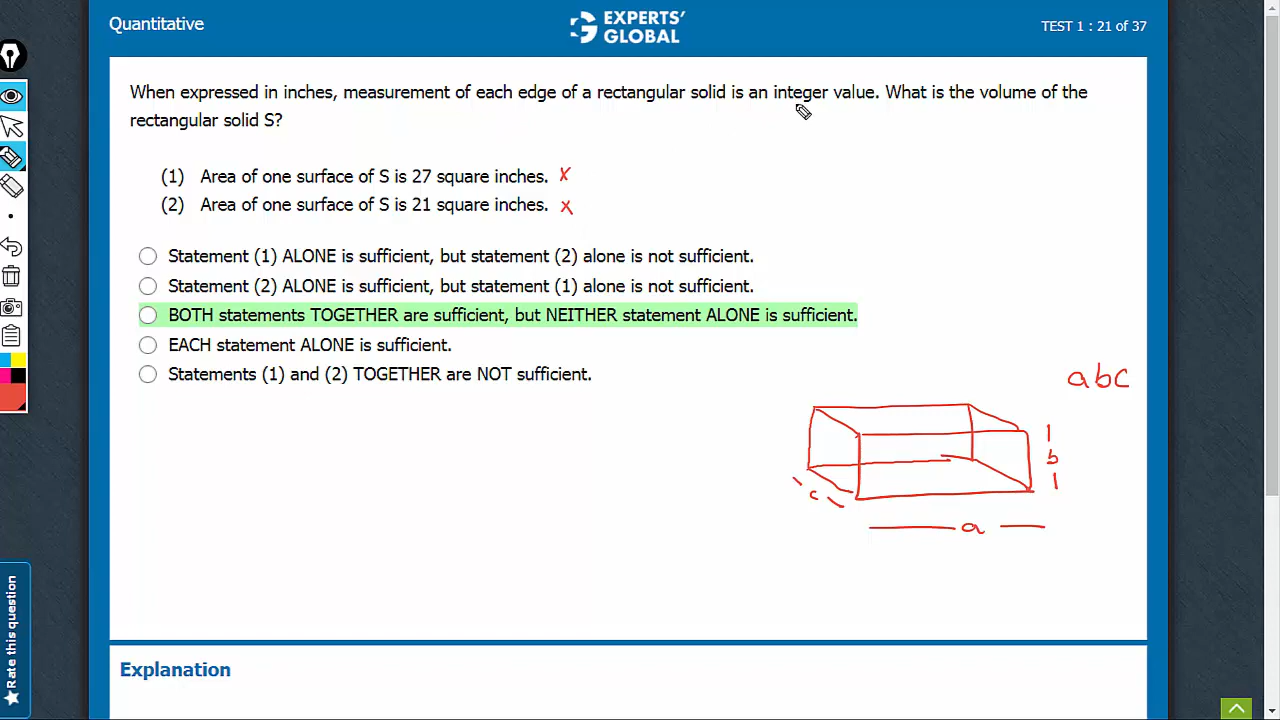 Quantitative
EXPERTS'
GLOBAL
TEST 1 : 21 of 37
When expressed in inches, measurement of each edge of a rectangular solid is an integer value. What is the volume of the
rectangular solid S?
(1) Area of one surface of S is 27 square inches. x
(2) Area of one surface of S is 21 square inches. x
Statement (1) ALONE is sufficient, but statement (2) alone is not sufficient.
Statement (2) ALONE is sufficient, but statement (1) alone is not sufficient.
BOTH statements TOGETHER are sufficient, but NEITHER statement ALONE is sufficient.
EACH statement ALONE is sufficient.
Statements (1) and (2) TOGETHER are NOT sufficient.
abc
b
c
a
Rate this question
Explanation